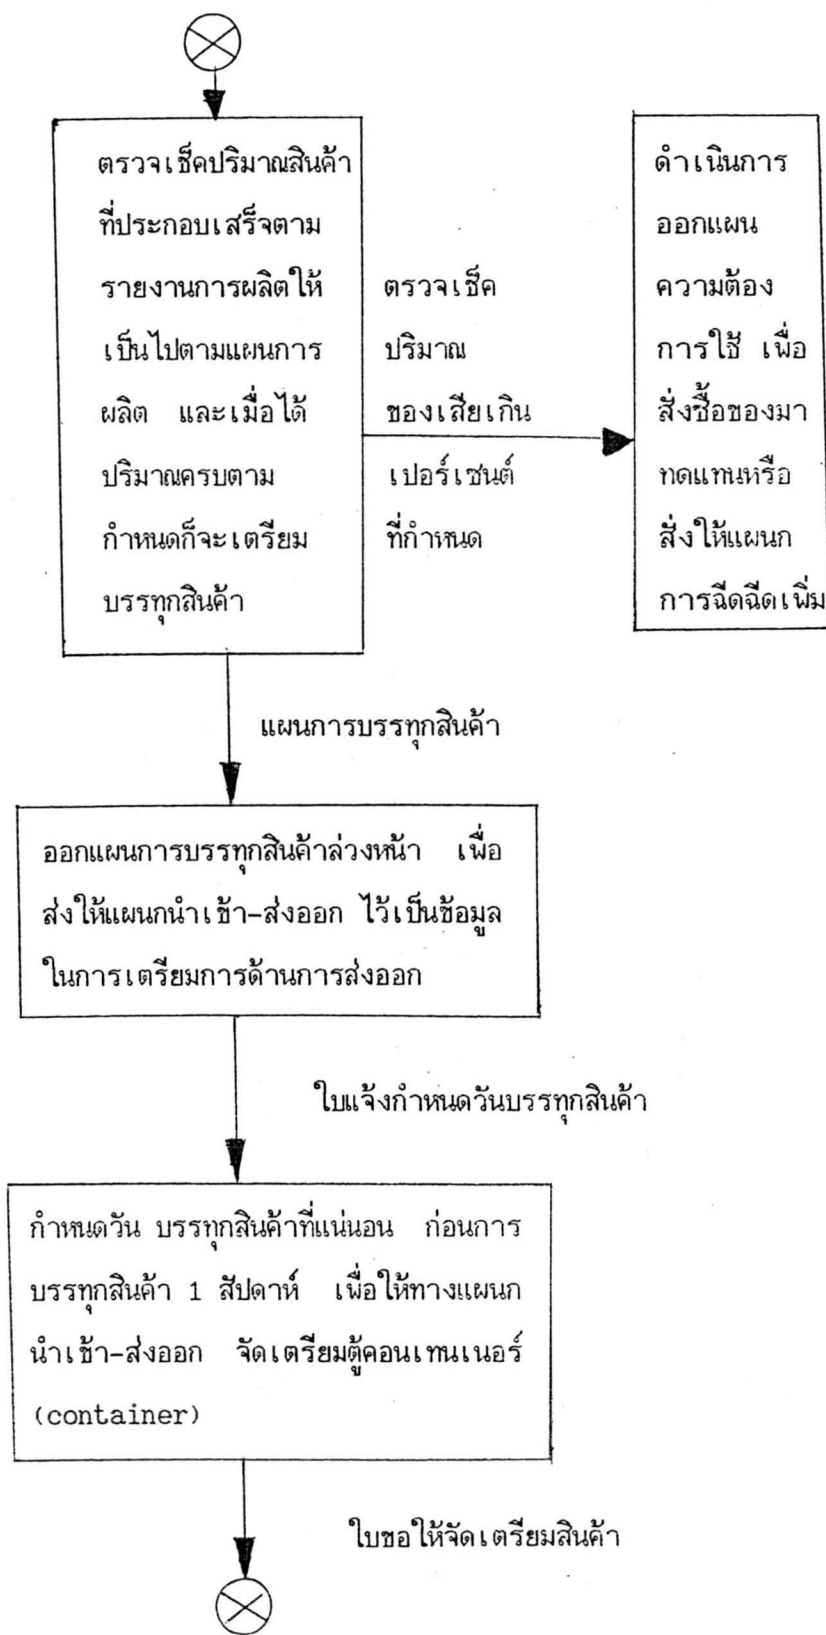 ตรวจเช็คปริมาณสินค้า
ที่ประกอบเสร็จตาม
รายงานการผลิตให้
เป็นไปตามแผนการ
ผลิต และเมื่อได้
ปริมาณครบตาม
กำหนดก็จะเตรียม
บรรทุกสินค้า
ตรวจเช็ค
ปริมาณ
ของเสียเกิน
เปอร์เซนต์
ที่กำหนด
ดำเนินการ
ออกแผน
ความต้อง
การใช้ เพื่อ
สั่งซื้อของมา
ทดแทนหรือ
สั่งให้แผนก
การฉีดฉีดเพิ่ม
แผนการบรรทุกสินค้า
ออกแผนการบรรทุกสินค้าล่วงหน้า เพื่อ
ส่งให้แผนกนำเข้า-ส่งออก ไว้เป็นข้อมูล
ในการเตรียมการด้านการส่งออก
ใบแจ้งกำหนดวันบรรทุกสินค้า
กำหนดวัน บรรทุกสินค้าที่แน่นอน ก่อนการ
บรรทุกสินค้า 1 สัปดาห์ เพื่อให้ทางแผนก
นำเข้า-ส่งออก จัดเตรียมตู้คอนเทนเนอร์
(container)
ใบขอให้จัดเตรียมสินค้า